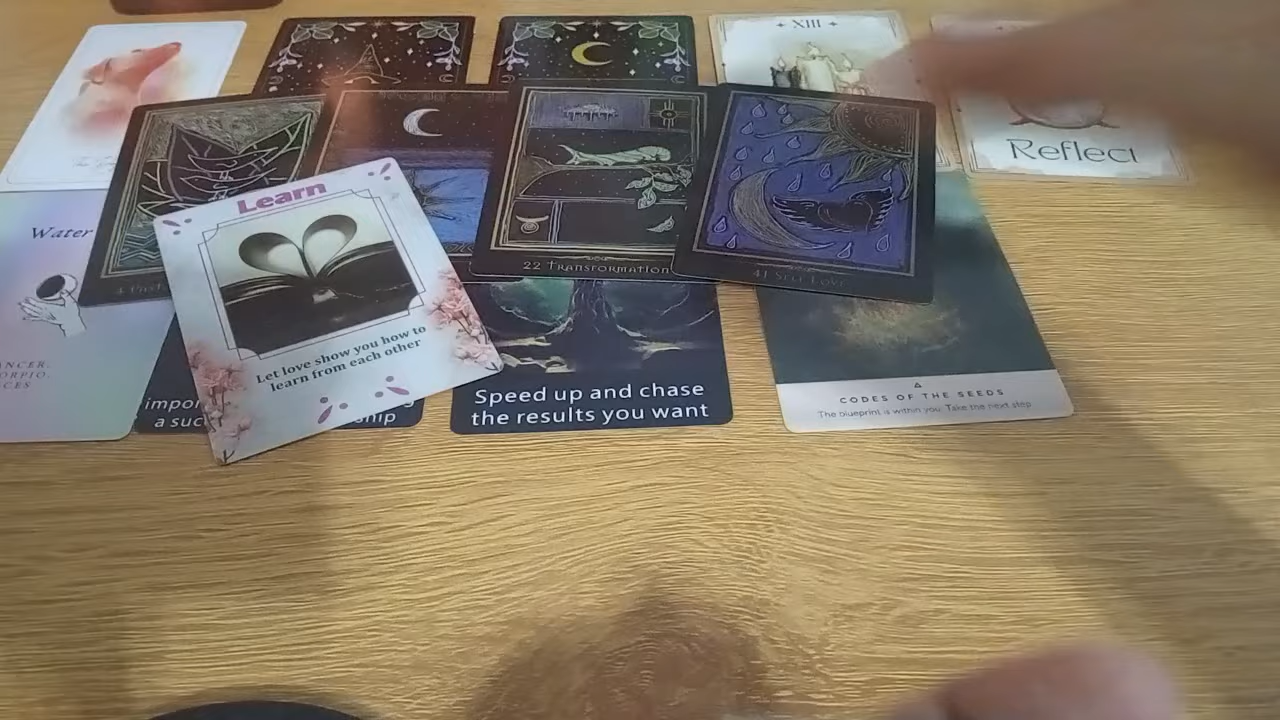 XIII
Reflect
Water
Learn
Let love show you how to
learn from each other
22 TRANSFORMATION
41 Self Love
Speed up and chase
the results you want
CODES OF THE SEEDS
The blueprint is within you. Take the next step